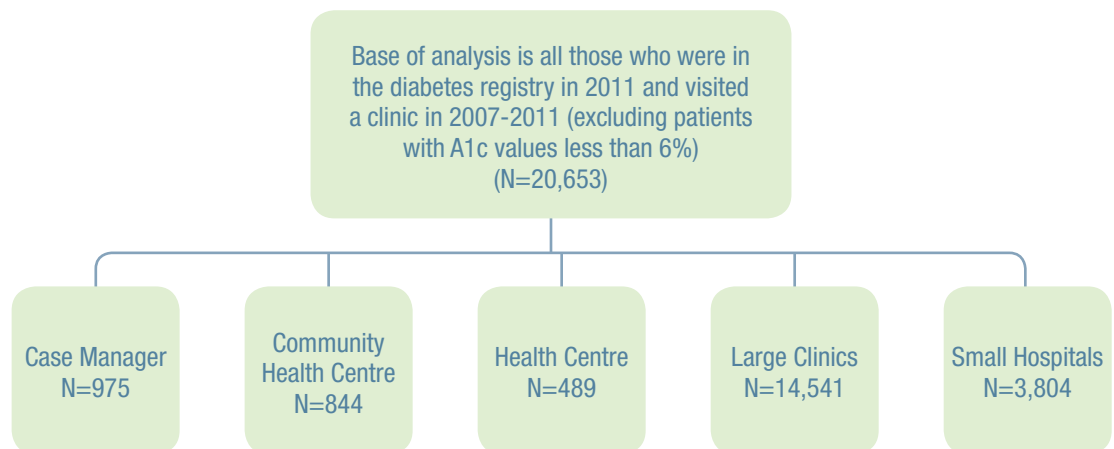 Base of analysis is all those who were in
the diabetes registry in 2011 and visited
a clinic in 2007-2011 (excluding patients
with A1c values less than 6%)
(N=20,653)
Case Manager
N=975
Community
Health Centre
N=844
Health Centre
N=489
Large Clinics
N=14,541
Small Hospitals
N=3,804